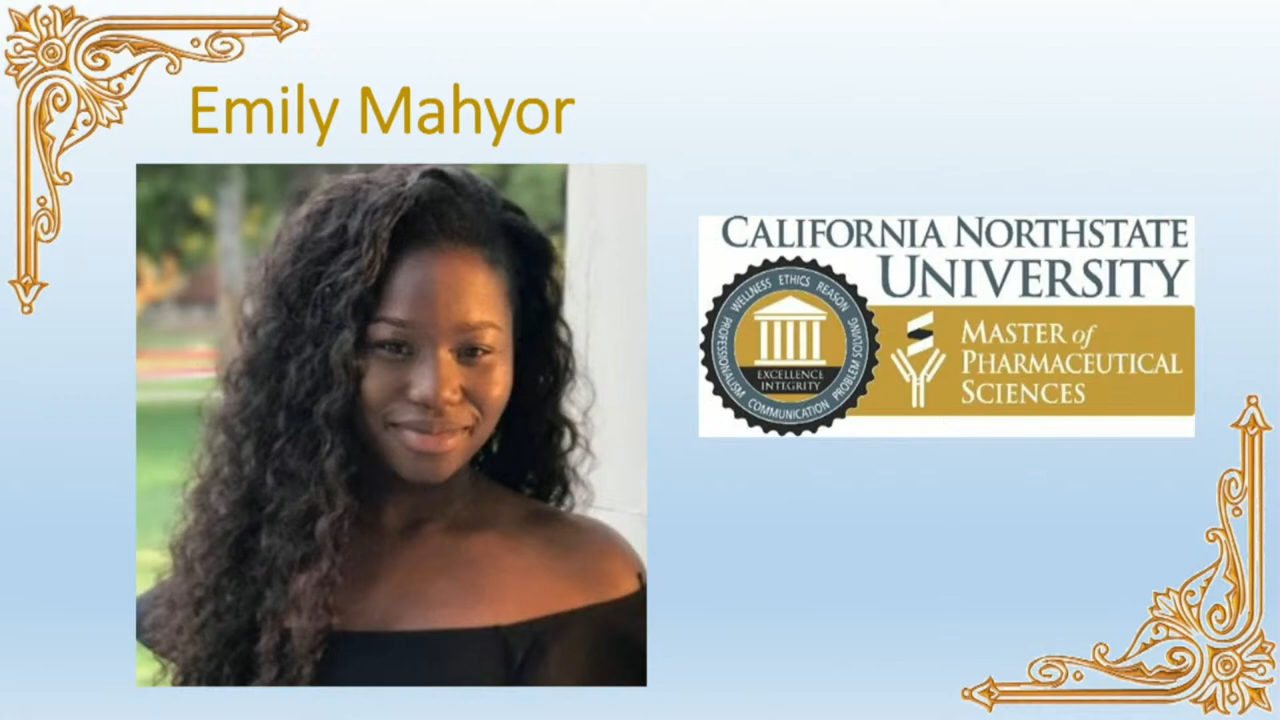 Emily Mahyor
CALIFORNIA NORTHSTATE
UNIVERSITY
WELLNESS ETHICS REASON
PROFESSIONALISM COMMUNICATION PROBLEM SOLVING
EXCELLENCE
INTEGRITY
MASTER of
PHARMACEUTICAL
SCIENCES